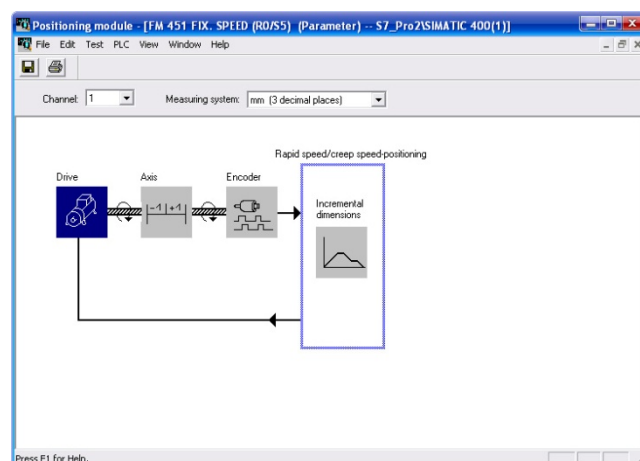 Positioning module - [FM 451 FIX. SPEED (R0/S5) (Parameter) -- S7_Pro2\SIMATIC 400(1)]
File Edit Test PLC View Window Help
Channel: 1 Measuring system: mm (3 decimal places)
Rapid speed/creep speed-positioning
Drive Axis Encoder
-1 +1
Incremental
dimensions
Press F1 for Help.